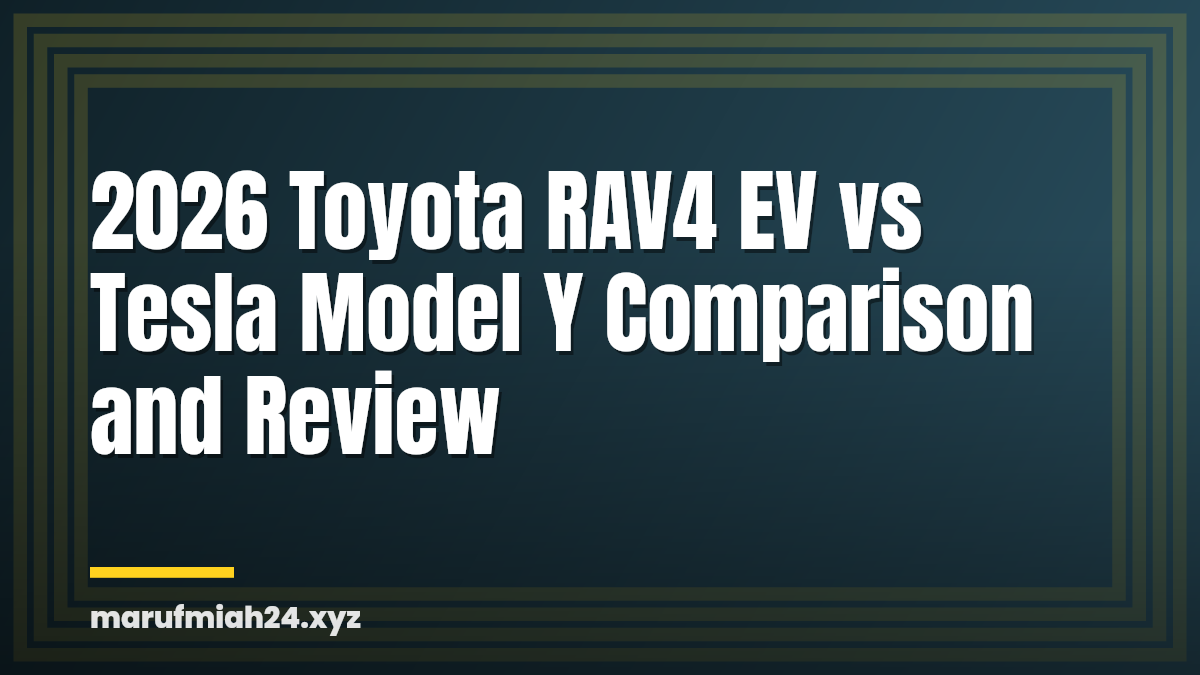 2026 Toyota RAV4 EV vs
Tesla Model Y Comparison
and Review
marufmiah24.xyz